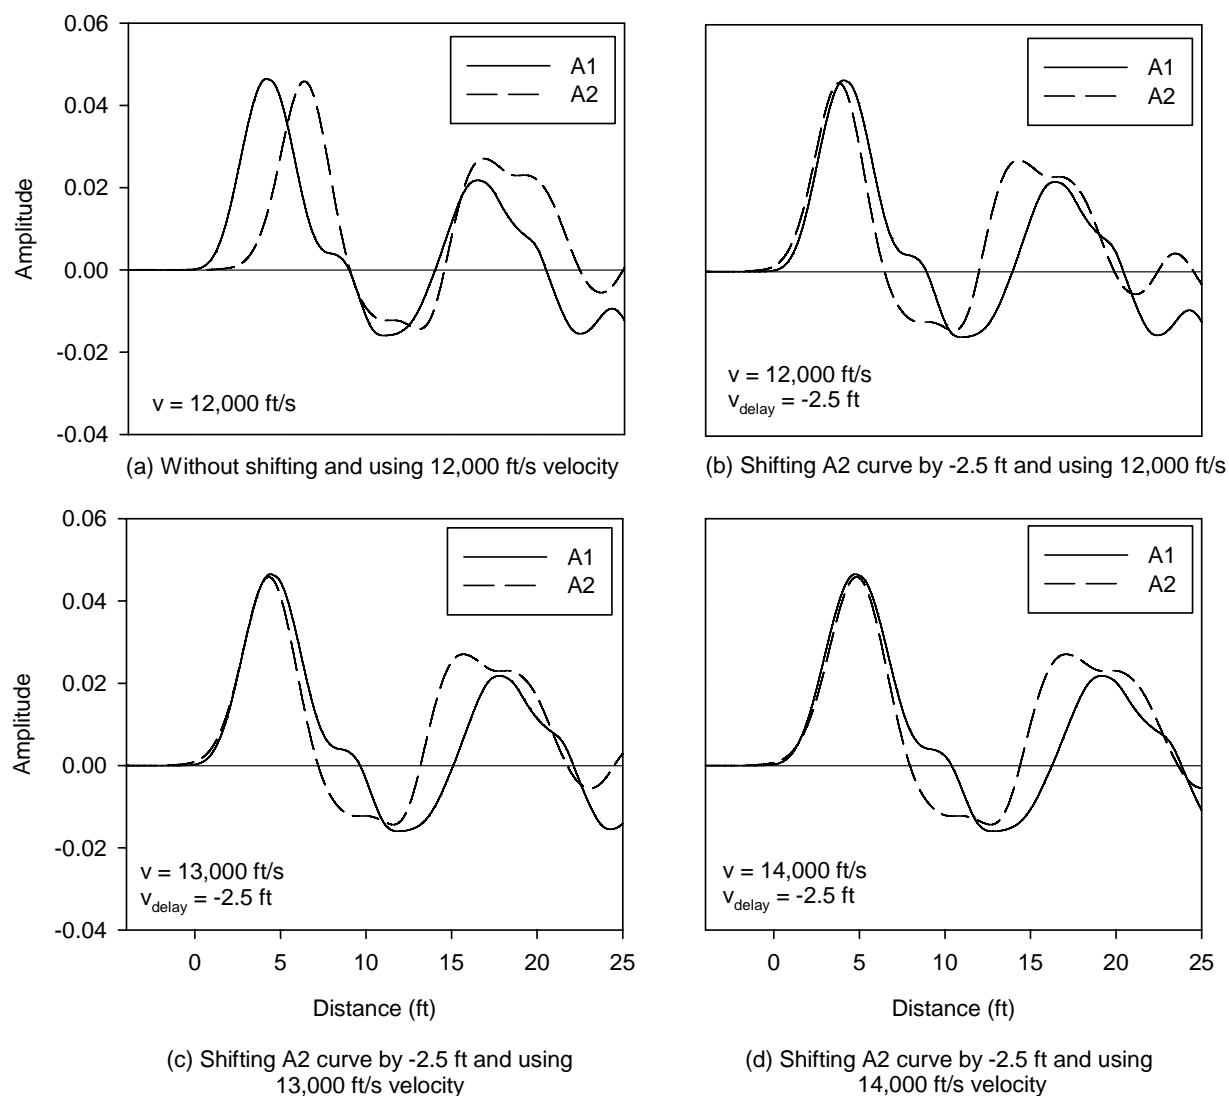 0.06
0.04
0.02
0.00
-0.02
-0.04
Amplitude
A1
A2
v = 12,000 ft/s
(a) Without shifting and using 12,000 ft/s velocity
A1
A2
v = 12,000 ft/s
vdelay = -2.5 ft
(b) Shifting A2 curve by -2.5 ft and using 12,000 ft/s
0.06
0.04
0.02
0.00
-0.02
-0.04
Amplitude
A1
A2
v = 13,000 ft/s
vdelay = -2.5 ft
0 5 10 15 20 25
Distance (ft)
(c) Shifting A2 curve by -2.5 ft and using
13,000 ft/s velocity
A1
A2
v = 14,000 ft/s
vdelay = -2.5 ft
0 5 10 15 20 25
Distance (ft)
(d) Shifting A2 curve by -2.5 ft and using
14,000 ft/s velocity